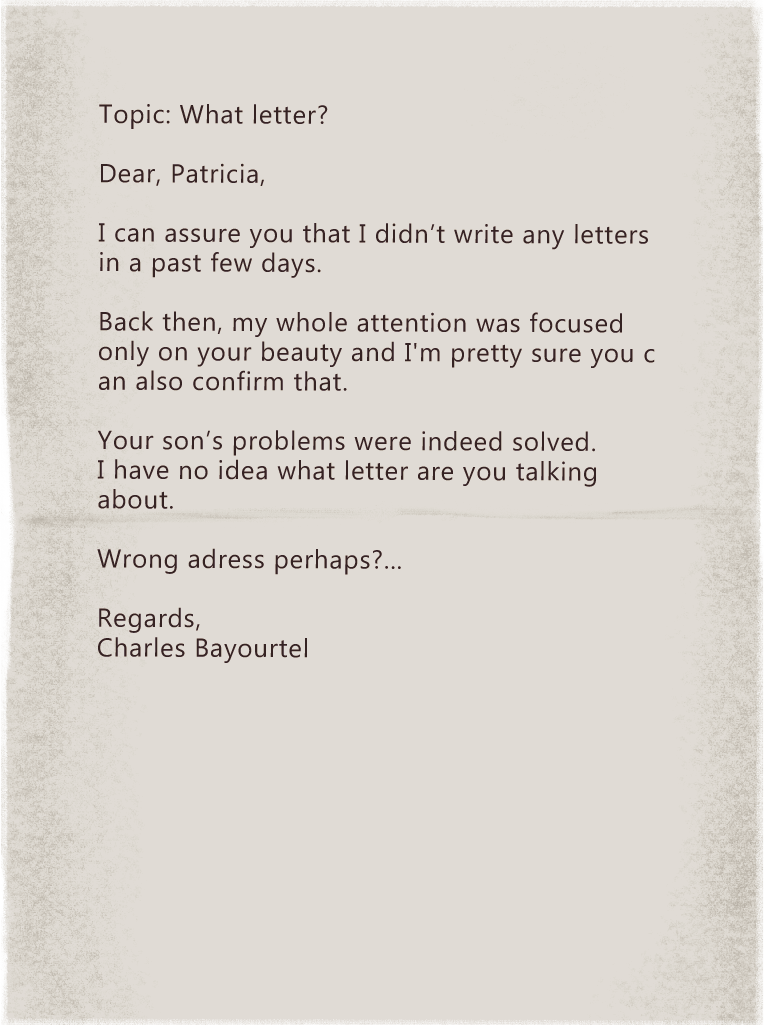 Topic: What letter?
Dear, Patricia,
I can assure you that I didn’t write any letters
in a past few days.
Back then, my whole attention was focused
only on your beauty and I'm pretty sure you c
an also confirm that.
Your son’s problems were indeed solved.
I have no idea what letter are you talking
about.
Wrong adress perhaps?...
Regards,
Charles Bayourtel